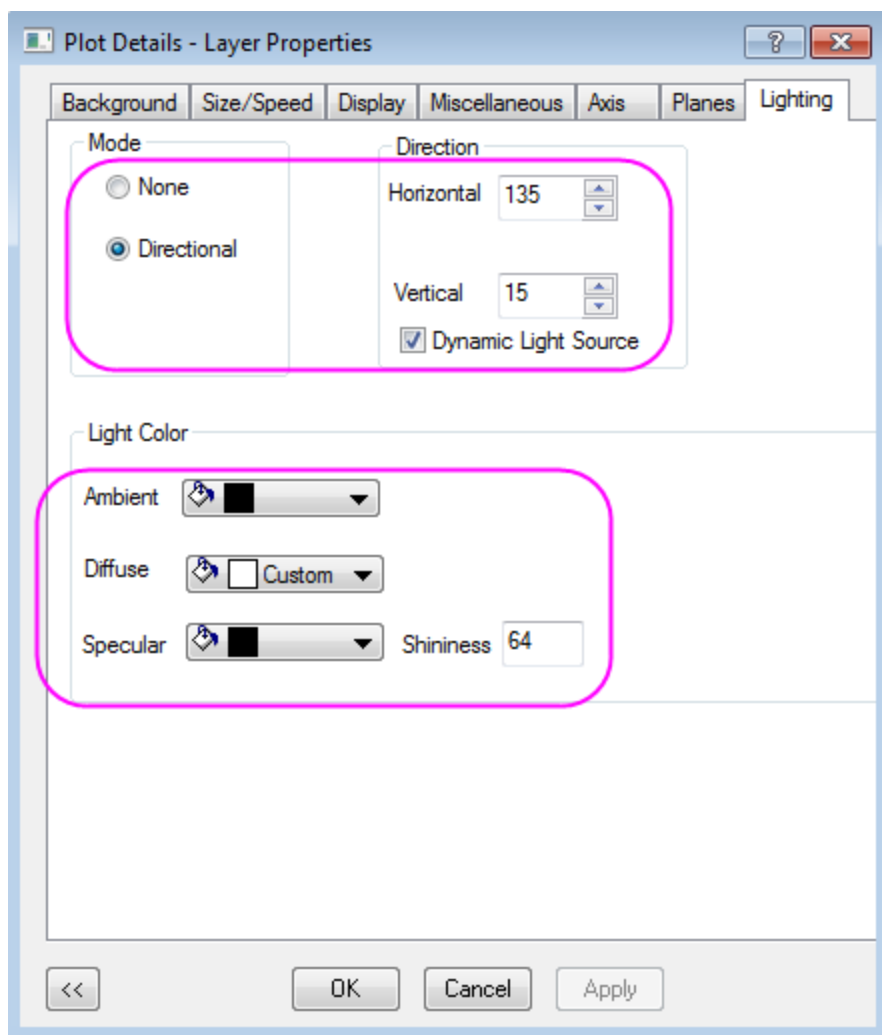 Plot Details - Layer Properties
Background Size/Speed Display Miscellaneous Axis Planes Lighting
Mode
None
Directional
Direction
Horizontal 135
Vertical 15
Dynamic Light Source
Light Color
Ambient
Diffuse Custom
Specular Shininess 64
<< OK Cancel Apply